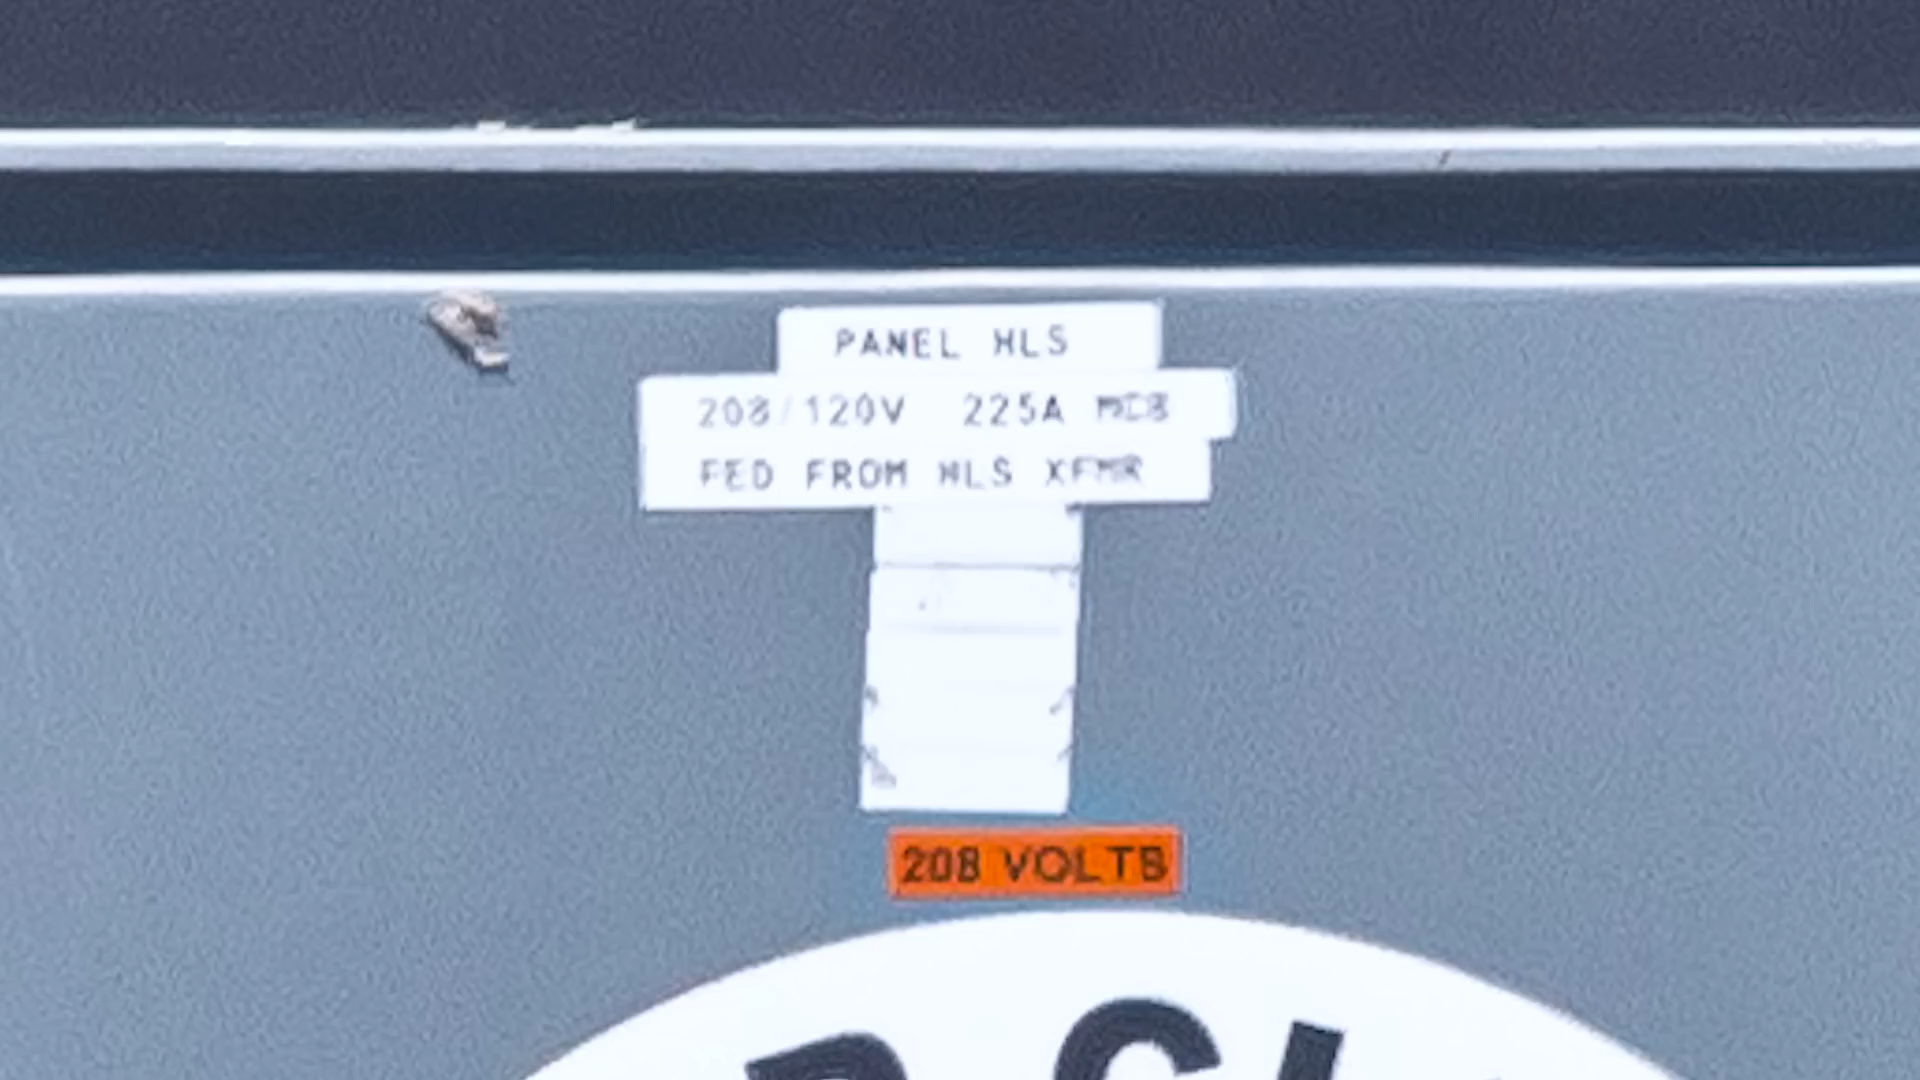 PANEL HLS
208/120V 225A MCB
FED FROM HLS XFMR
208 VOLTS